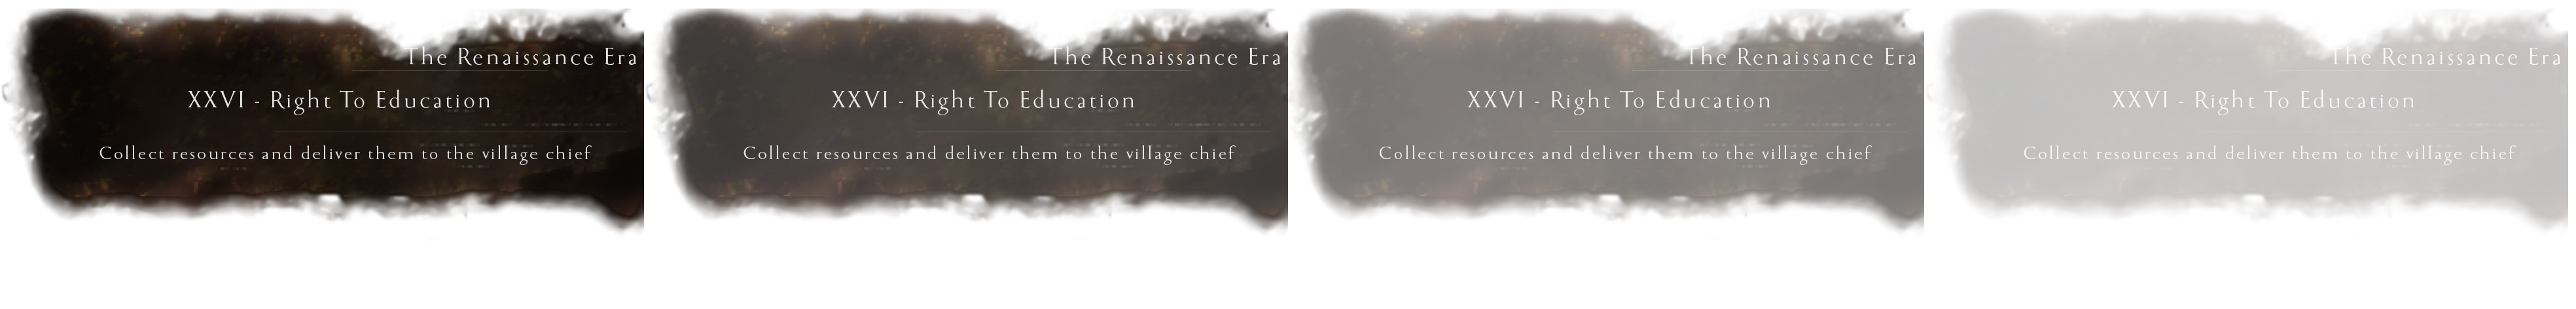 The Renaissance Era
XXVI - Right To Education
Collect resources and deliver them to the village chief
The Renaissance Era
XXVI - Right To Education
Collect resources and deliver them to the village chief
The Renaissance Era
XXVI - Right To Education
Collect resources and deliver them to the village chief
The Renaissance Era
XXVI - Right To Education
Collect resources and deliver them to the village chief